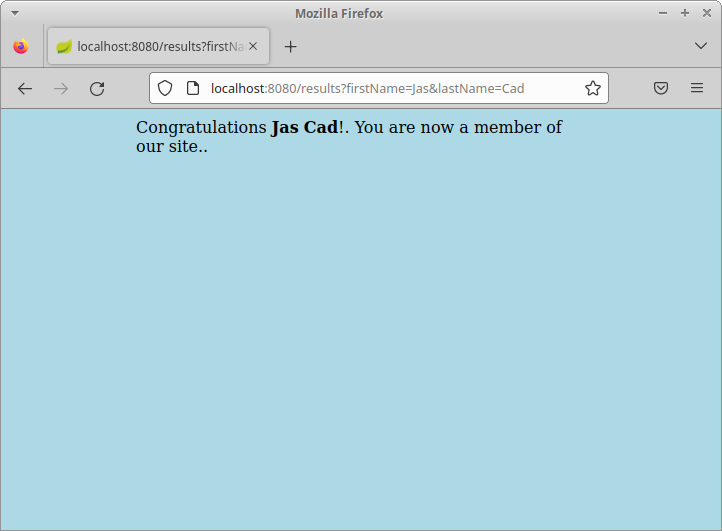 Mozilla Firefox
localhost:8080/results?firstNa
localhost:8080/results?firstName=Jas&lastName=Cad
Congratulations Jas Cad!. You are now a member of
our site..